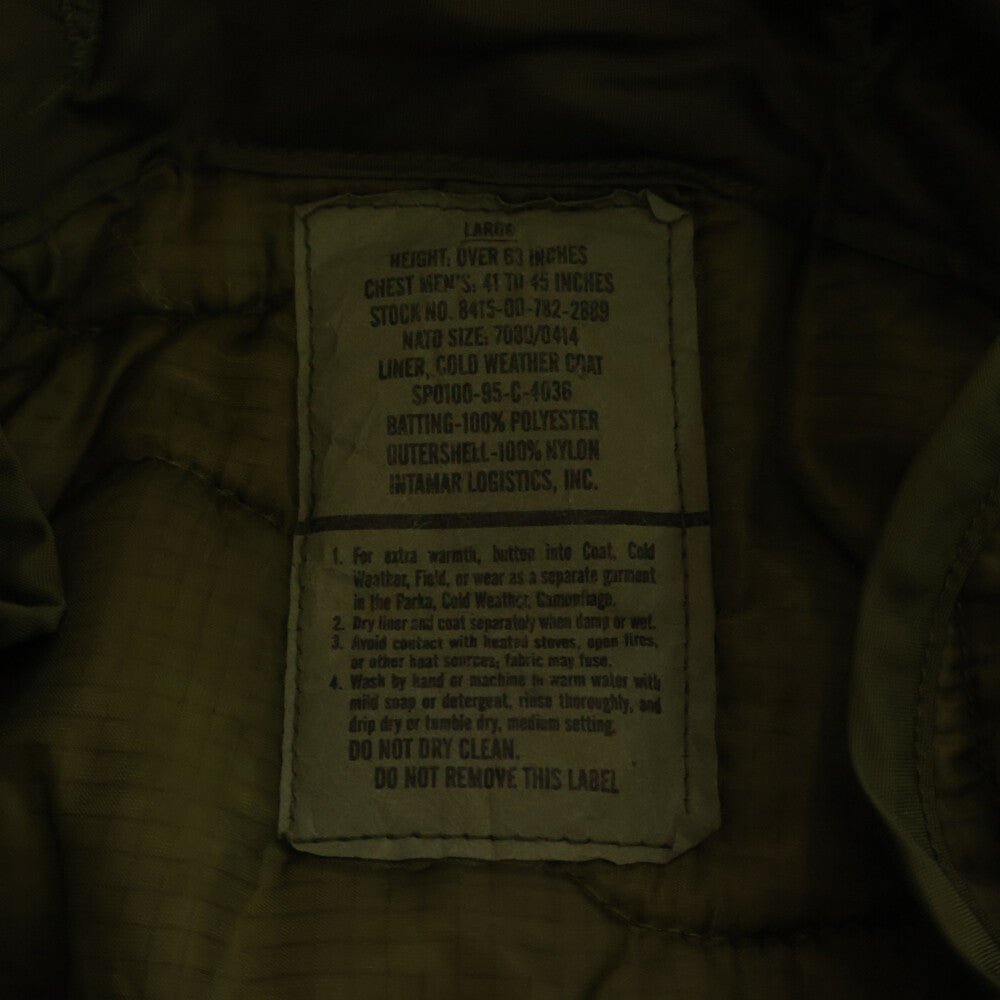 LARGE
HEIGHT: OVER 63 INCHES
CHEST MEN'S: 41 TO 45 INCHES
STOCK NO. 8415-00-782-2889
NATO SIZE: 7080/0414
LINER, COLD WEATHER COAT
SPO100-95-C-4036
BATTING-100% POLYESTER
OUTERSHELL-100% NYLON
INTAMAR LOGISTICS, INC.
1. For extra warmth, button into Coat, Cold
Weather, Field, or wear as a separate garment
in the Parka, Cold Weather, Camouflage.
2. Dry liner and coat separately when damp or wet.
3. Avoid contact with heated stoves, open fires,
or other heat sources; fabric may fuse.
4. Wash by hand or machine in warm water with
mild soap or detergent, rinse thoroughly, and
drip dry or tumble dry, medium setting.
DO NOT DRY CLEAN.
DO NOT REMOVE THIS LABEL